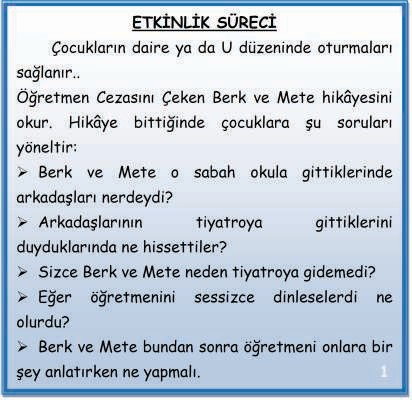 ETKİNLİK SÜRECİ
Çocukların daire ya da U düzeninde oturmaları
sağlanır..
Öğretmen Cezasını Çeken Berk ve Mete hikâyesini
okur. Hikâye bittiğinde çocuklara şu soruları
yöneltir:
➢ Berk ve Mete o sabah okula gittiklerinde
arkadaşları nerdeydi?
➢ Arkadaşlarının tiyatroya gittiklerini
duyduklarında ne hissettiler?
➢ Sizce Berk ve Mete neden tiyatroya gidemedi?
➢ Eğer öğretmenini sessizce dinleselerdi ne
olurdu?
➢ Berk ve Mete bundan sonra öğretmeni onlara bir
şey anlatırken ne yapmalı.
1